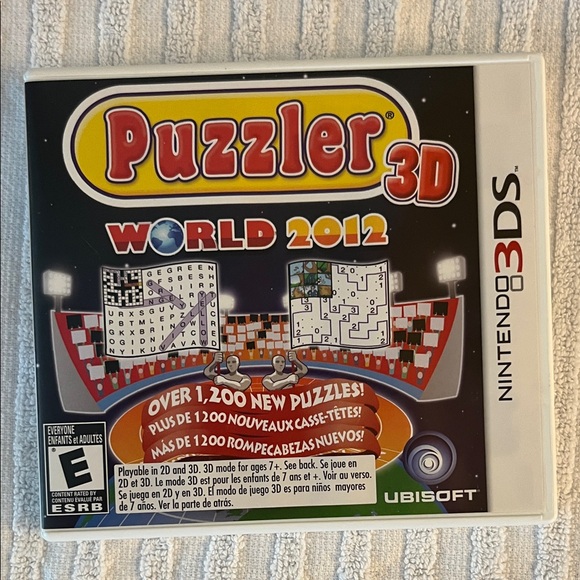 Puzzler®
3D
WORLD 2012
NINTENDO 3DS™
GEGREEN
OVER 1,200 NEW PUZZLES!
PLUS DE 1200 NOUVEAUX CASSE-TÊTES!
MÁS DE 1200 ROMPECABEZAS NUEVOS!
EVERYONE
ENFANTS et ADULTES
E
CONTENT RATED BY
CONTENU ÉVALUÉ PAR
ESRB
Playable in 2D and 3D. 3D mode for ages 7+. See back. Se joue en
2D et 3D. Le mode 3D est pour les enfants de 7 ans et +. Voir au verso.
Se juega en 2D y en 3D. El modo de juego 3D es para niños mayores
de 7 años. Ver la parte de atrás.
UBISOFT